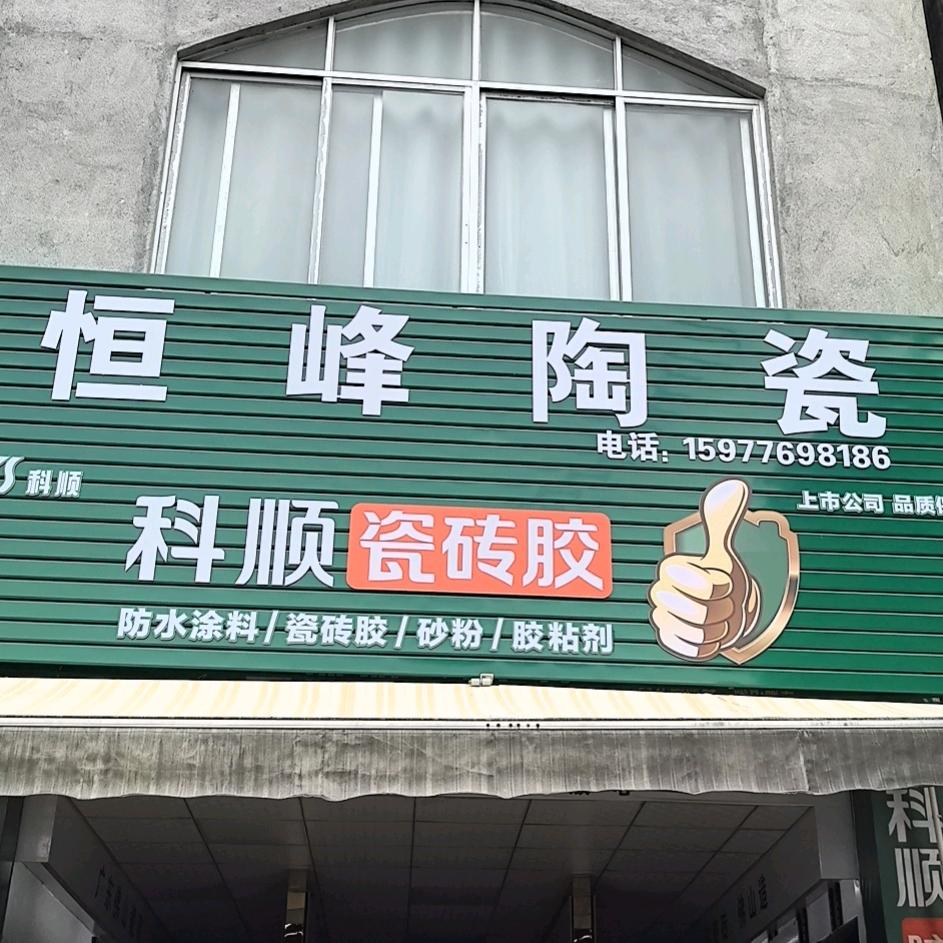 恒峰陶瓷
电话：15977698186
科顺
上市公司 品质
科顺瓷砖胶
防水涂料/瓷砖胶/砂粉/胶粘剂
科
顺